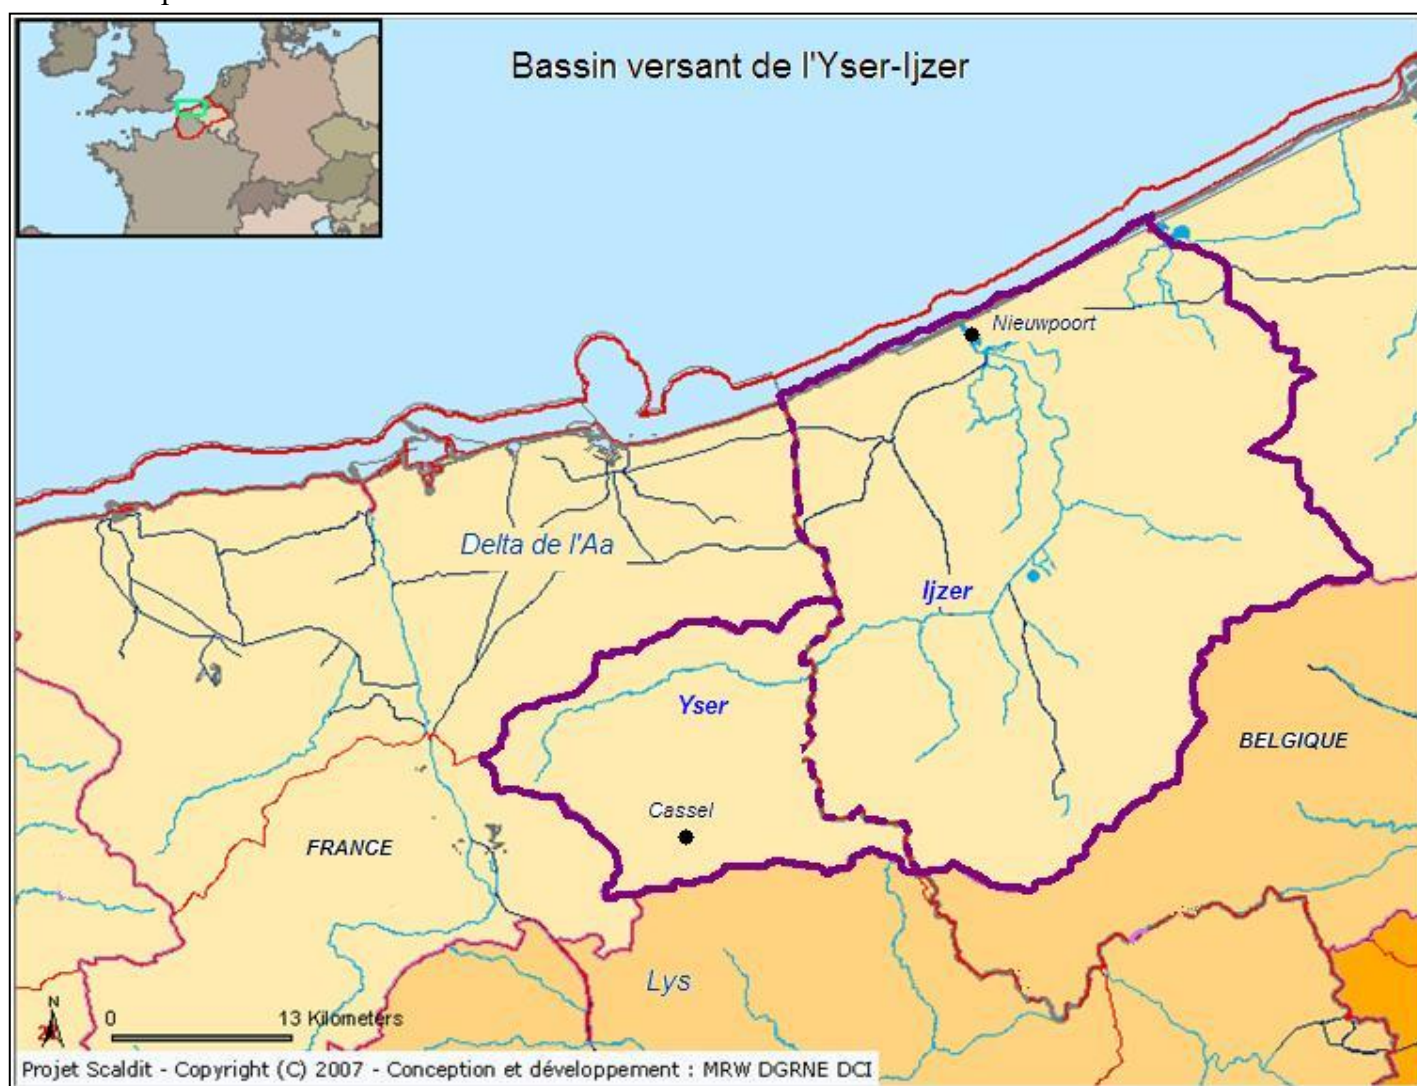 Bassin versant de l'Yser-Ijzer
Nieuwpoort
Delta de l'Aa
Ijzer
Yser
BELGIQUE
Cassel
FRANCE
Lys
N
0 13 Kilometers
Projet Scaldit - Copyright (C) 2007 - Conception et développement : MRW DGRNE DCI